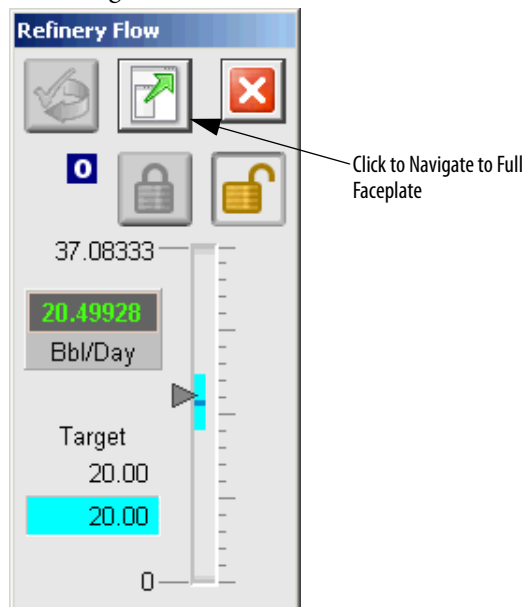 Refinery Flow
Click to Navigate to Full
Faceplate
O
37.08333
20.49928
Bbl/Day
Target
20.00
20.00
0